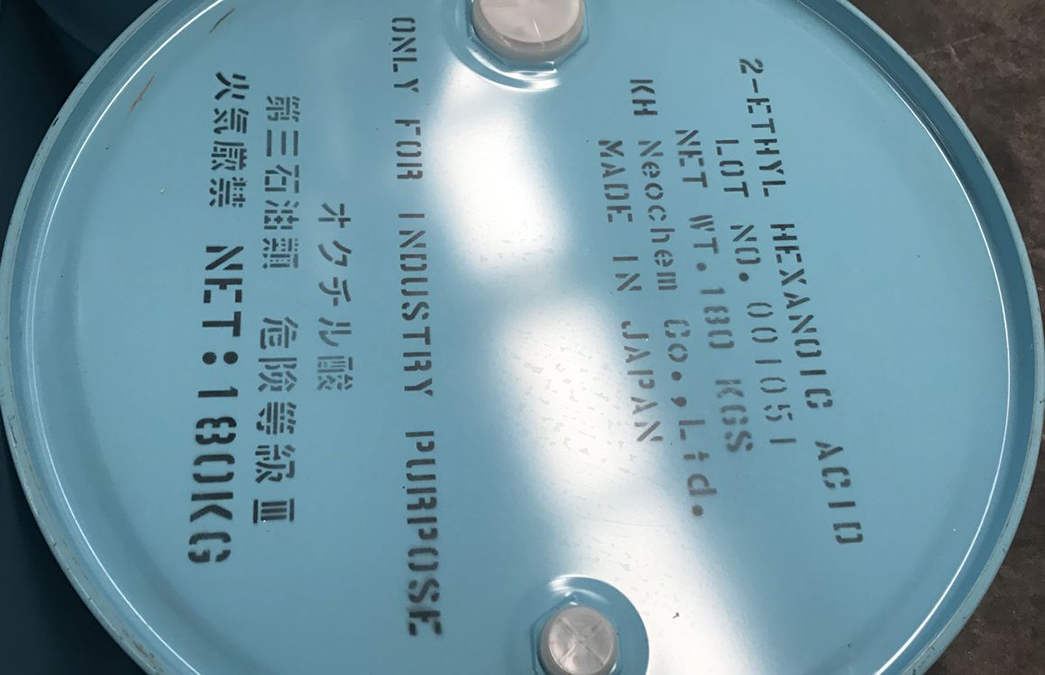 2-ETHYL HEXANOIC ACID
LOT NO. 001051
NET WT.180 KGS
KH Neochem Co.,Ltd.
MADE IN JAPAN
ONLY FOR INDUSTRY PURPOSE
オクチル酸
第三石油類 危険等級Ⅲ
火気厳禁 NET:180KG